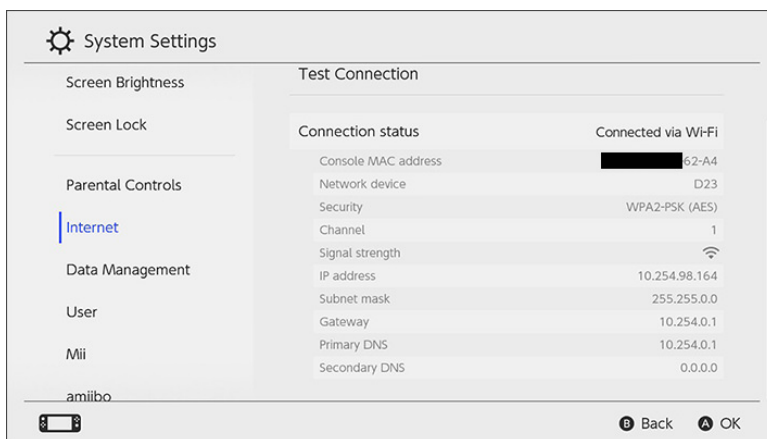 System Settings
Screen Brightness
Screen Lock
Parental Controls
Internet
Data Management
User
Mii
amiibo
Test Connection
Connection status Connected via Wi-Fi
Console MAC address 62-A4
Network device D23
Security WPA2-PSK (AES)
Channel 1
Signal strength
IP address 10.254.98.164
Subnet mask 255.255.0.0
Gateway 10.254.0.1
Primary DNS 10.254.0.1
Secondary DNS 0.0.0.0
B Back A OK